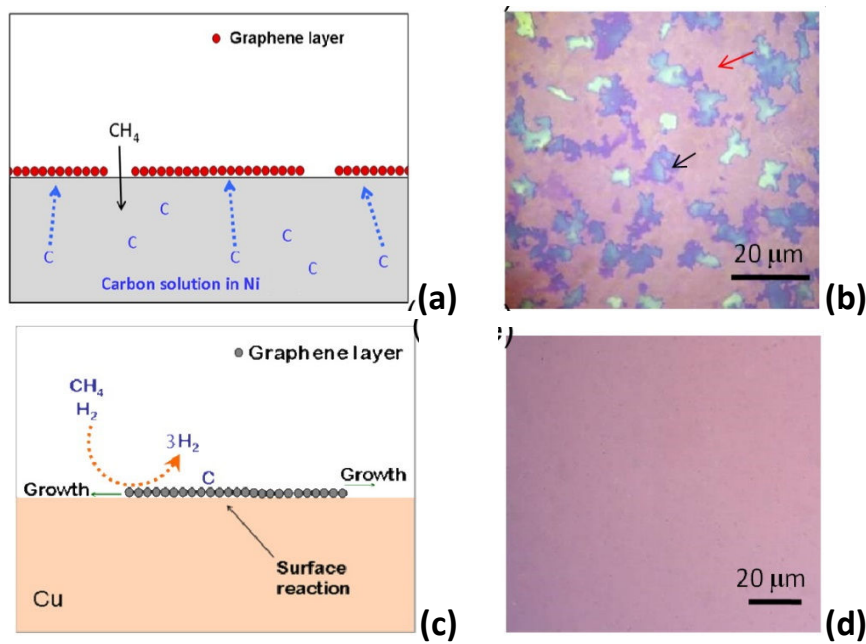 Graphene layer
CH₄
C
C
C
C
C
C
C
Carbon solution in Ni
(a)
20 μm
(b)
(
( )
Graphene layer
CH₄
H₂
3H₂
C
Growth
Growth
Surface
reaction
Cu
(c)
20 μm
(d)